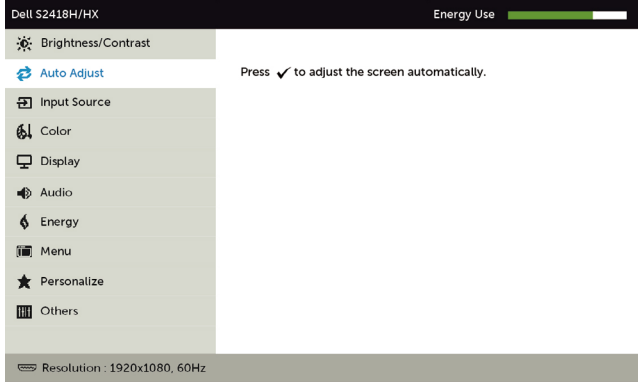 Dell S2418H/HX
Energy Use
Brightness/Contrast
Auto Adjust
Press ✓ to adjust the screen automatically.
Input Source
Color
Display
Audio
Energy
Menu
Personalize
Others
Resolution : 1920x1080, 60Hz